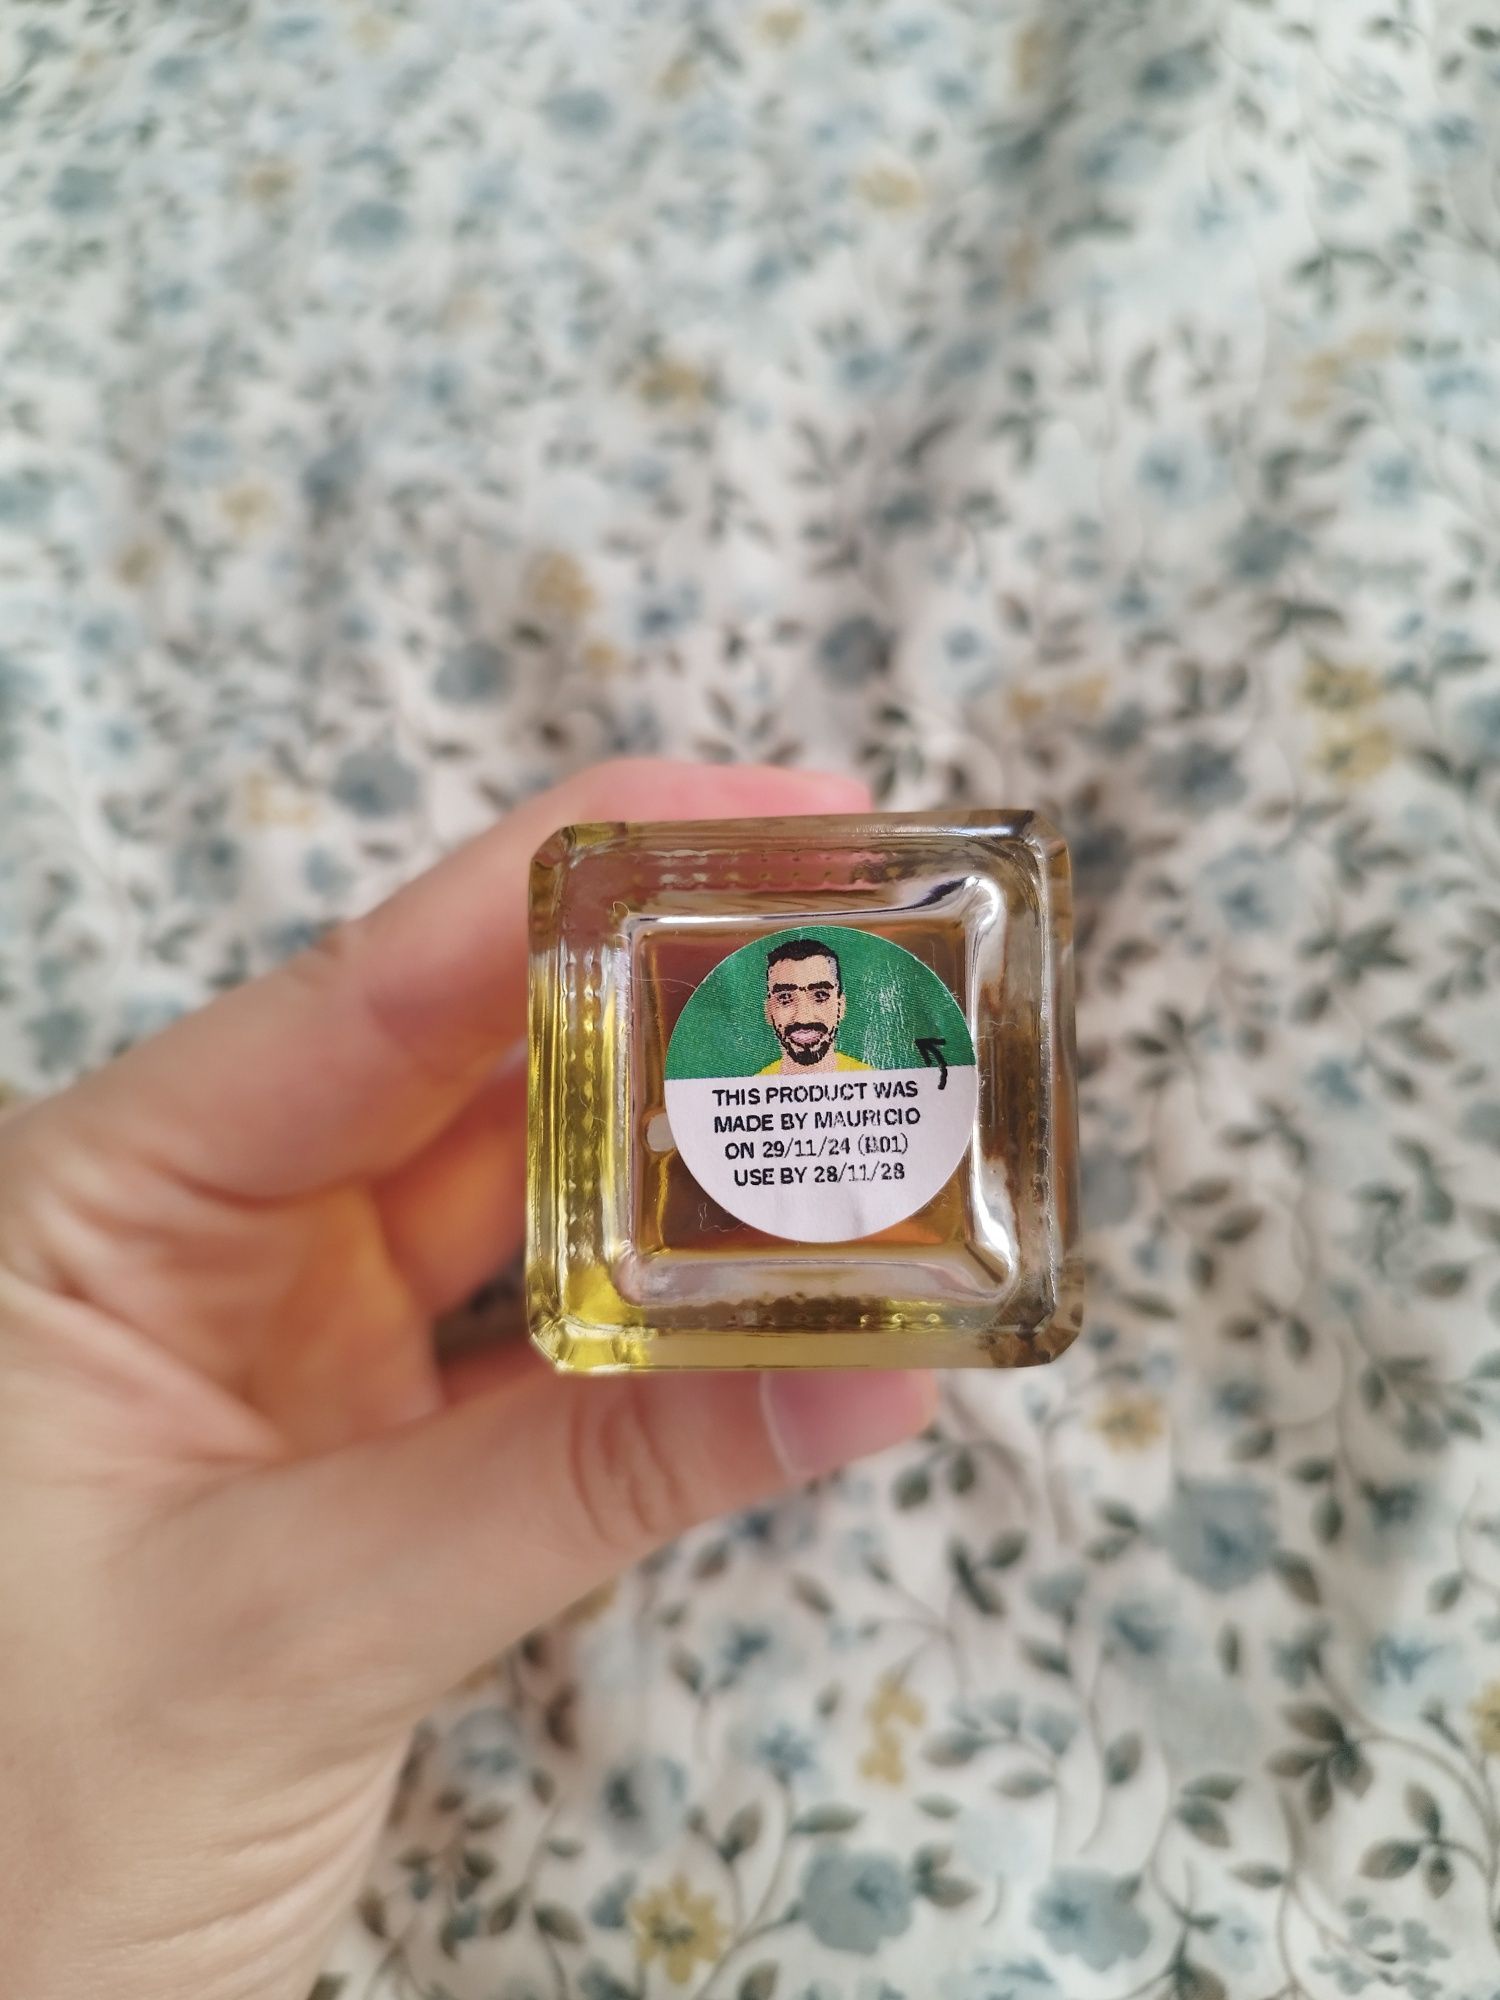 THIS PRODUCT WAS
MADE BY MAURICIO
ON 29/11/24 (B01)
USE BY 28/11/28